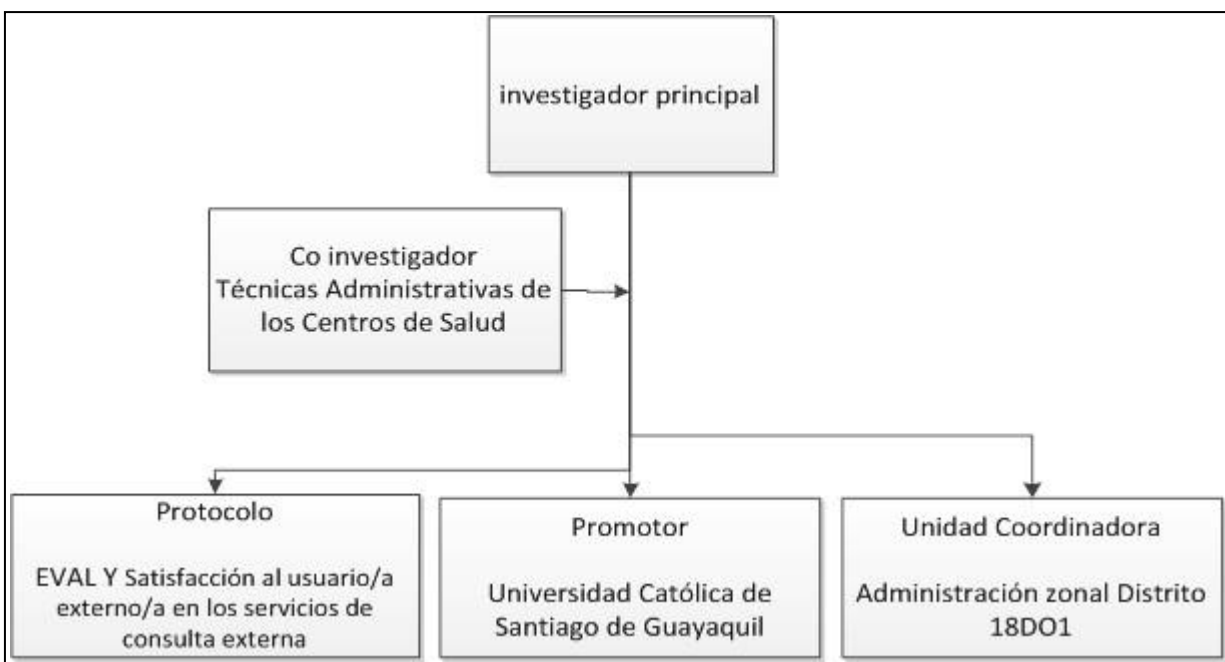 investigador principal
Co investigador
Técnicas Administrativas de
los Centros de Salud
Protocolo
EVAL Y Satisfacción al usuario/a
externo/a en los servicios de
consulta externa
Promotor
Universidad Católica de
Santiago de Guayaquil
Unidad Coordinadora
Administración zonal Distrito
18DO1